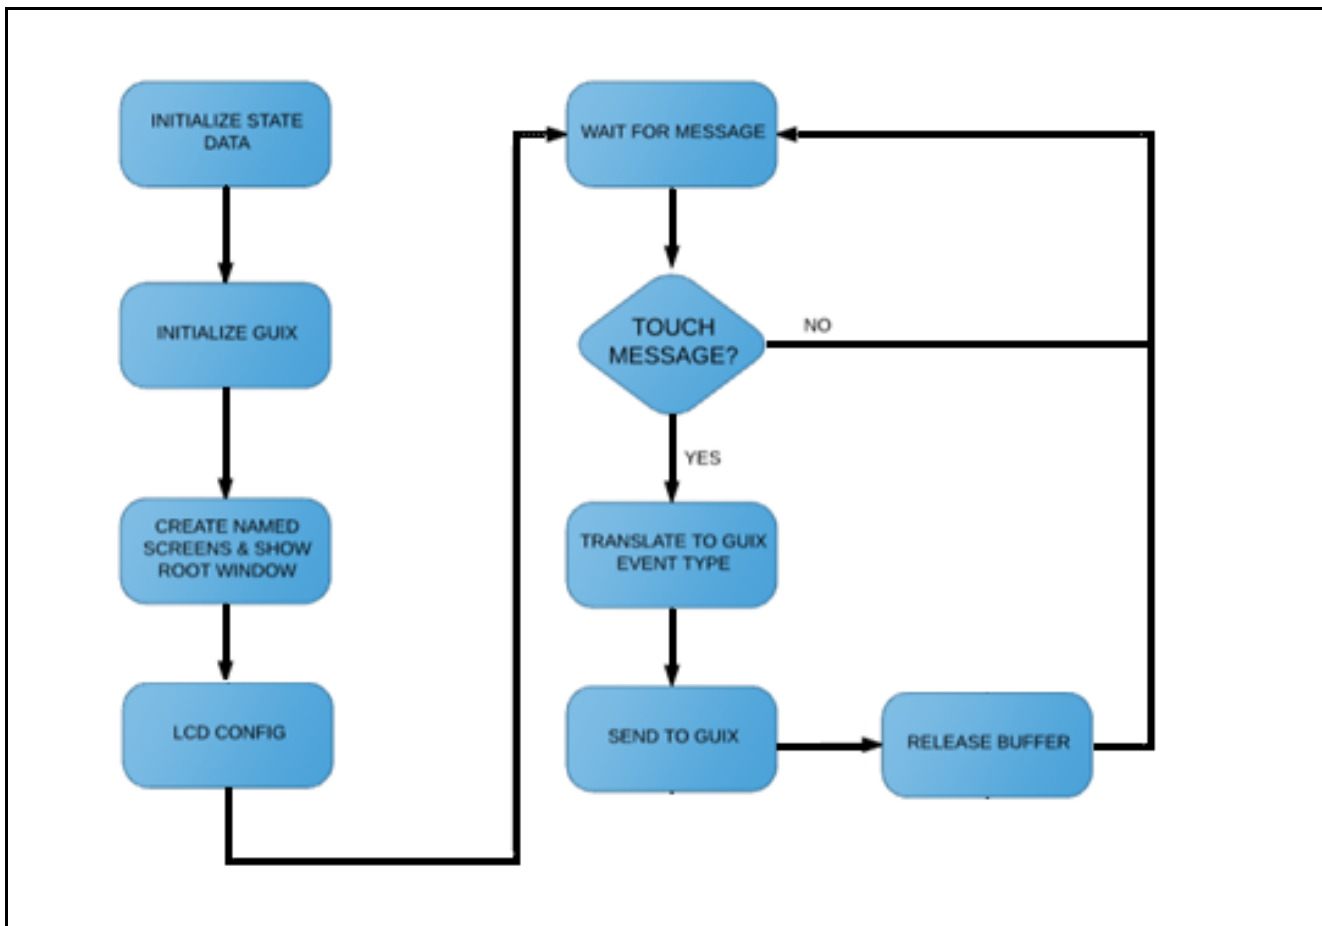 INITIALIZE STATE
DATA
INITIALIZE GUIX
CREATE NAMED
SCREENS & SHOW
ROOT WINDOW
LCD CONFIG
WAIT FOR MESSAGE
TOUCH
MESSAGE?
NO
YES
TRANSLATE TO GUIX
EVENT TYPE
SEND TO GUIX
RELEASE BUFFER